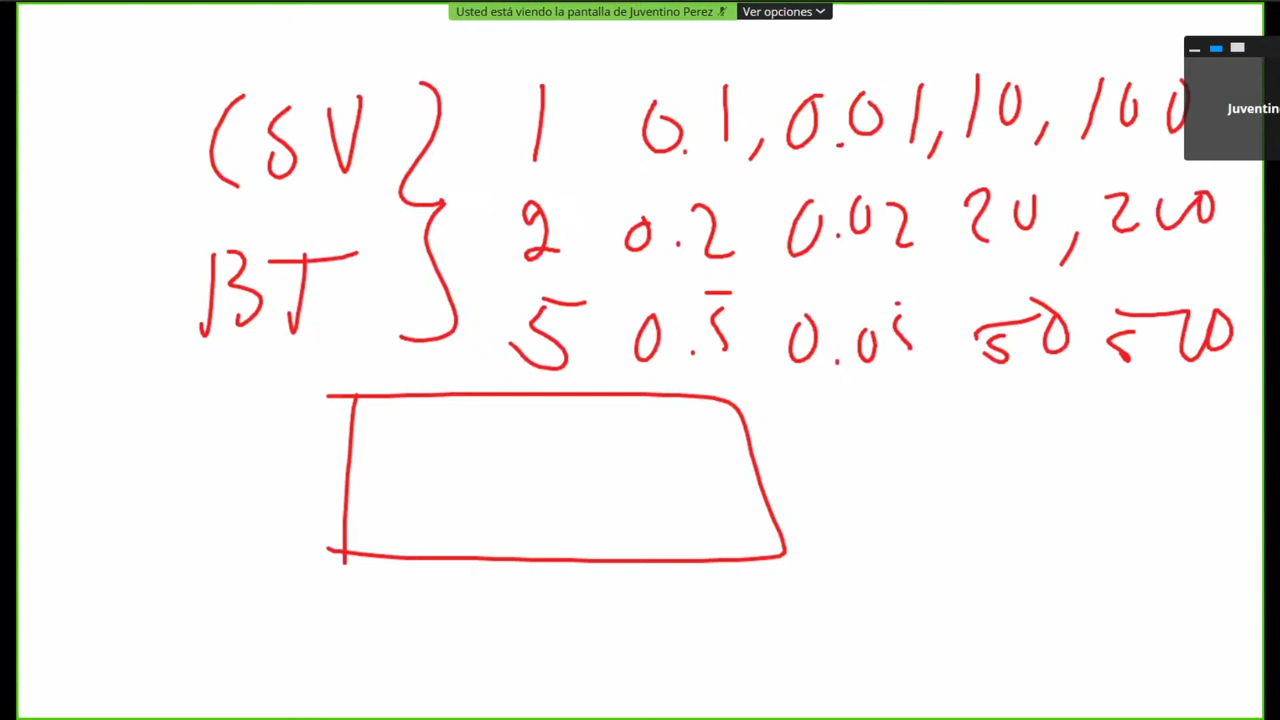 Usted está viendo la pantalla de Juventino Perez Ver opciones
CSV } 1 0.1, 0.01, 10, 100
2 0.2 0.02 20, 200
BT } 5 0.5 0.05 50 500
Juventino